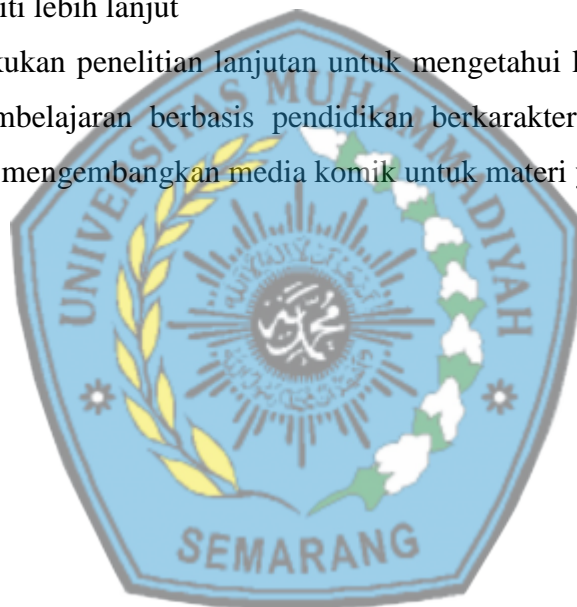 iti lebih lanjut
kukan penelitian lanjutan untuk mengetahui
mbelajaran berbasis pendidikan berkarakter
mengembangkan media komik untuk materi
UNIVERSITAS MUHAMMADIYAH
SEMARANG
محمدية